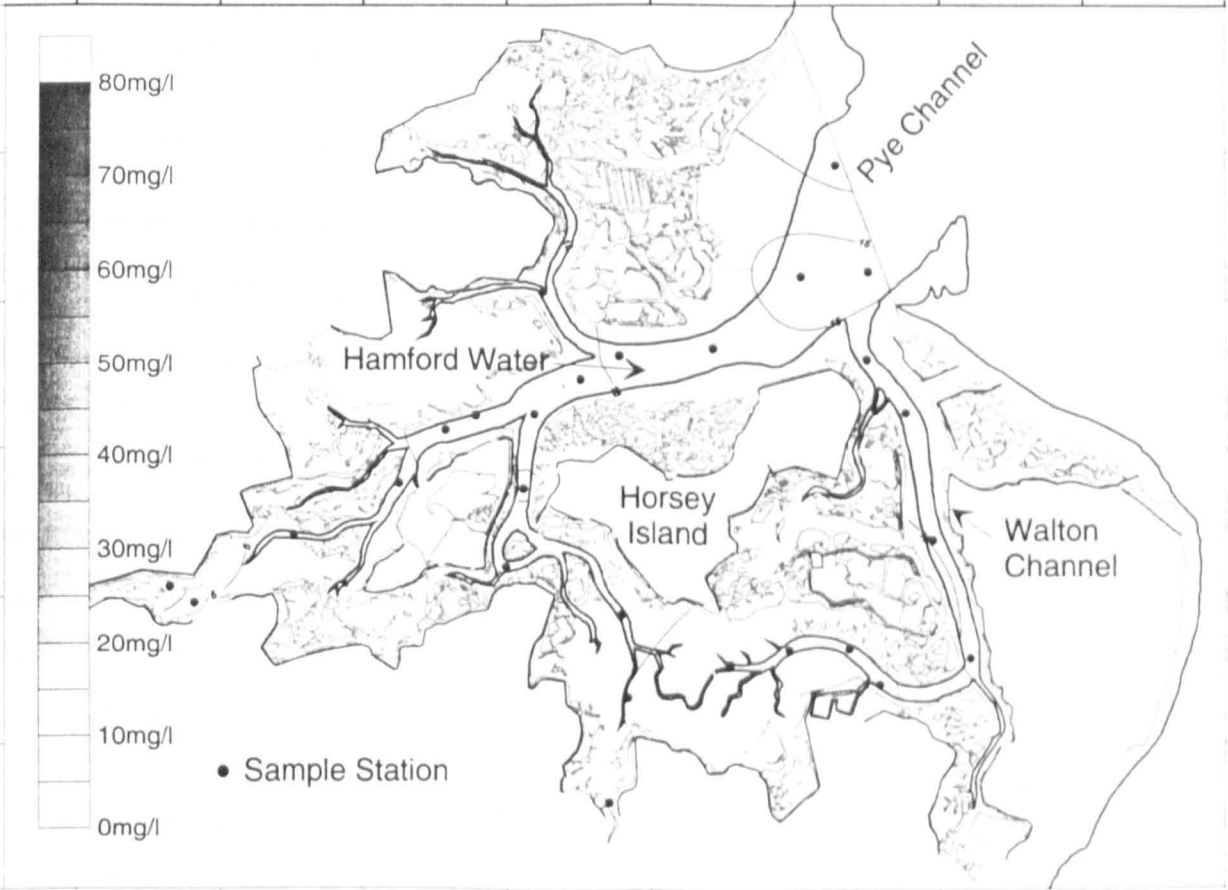 80mg/l
70mg/l
60mg/l
50mg/l
40mg/l
30mg/l
20mg/l
10mg/l
0mg/l
Pye Channel
Hamford Water
Horsey
Island
Walton
Channel
Sample Station